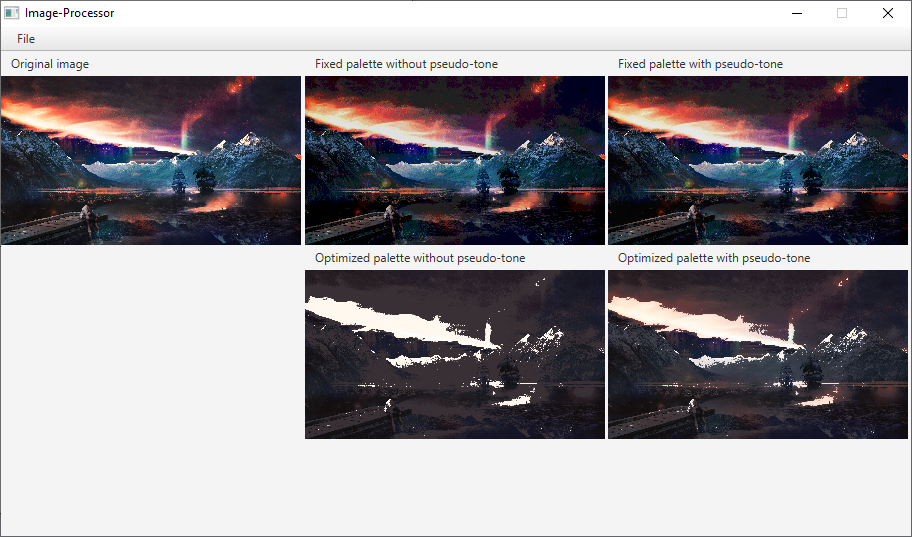 Image-Processor
File
Original image
Fixed palette without pseudo-tone
Fixed palette with pseudo-tone
Optimized palette without pseudo-tone
Optimized palette with pseudo-tone